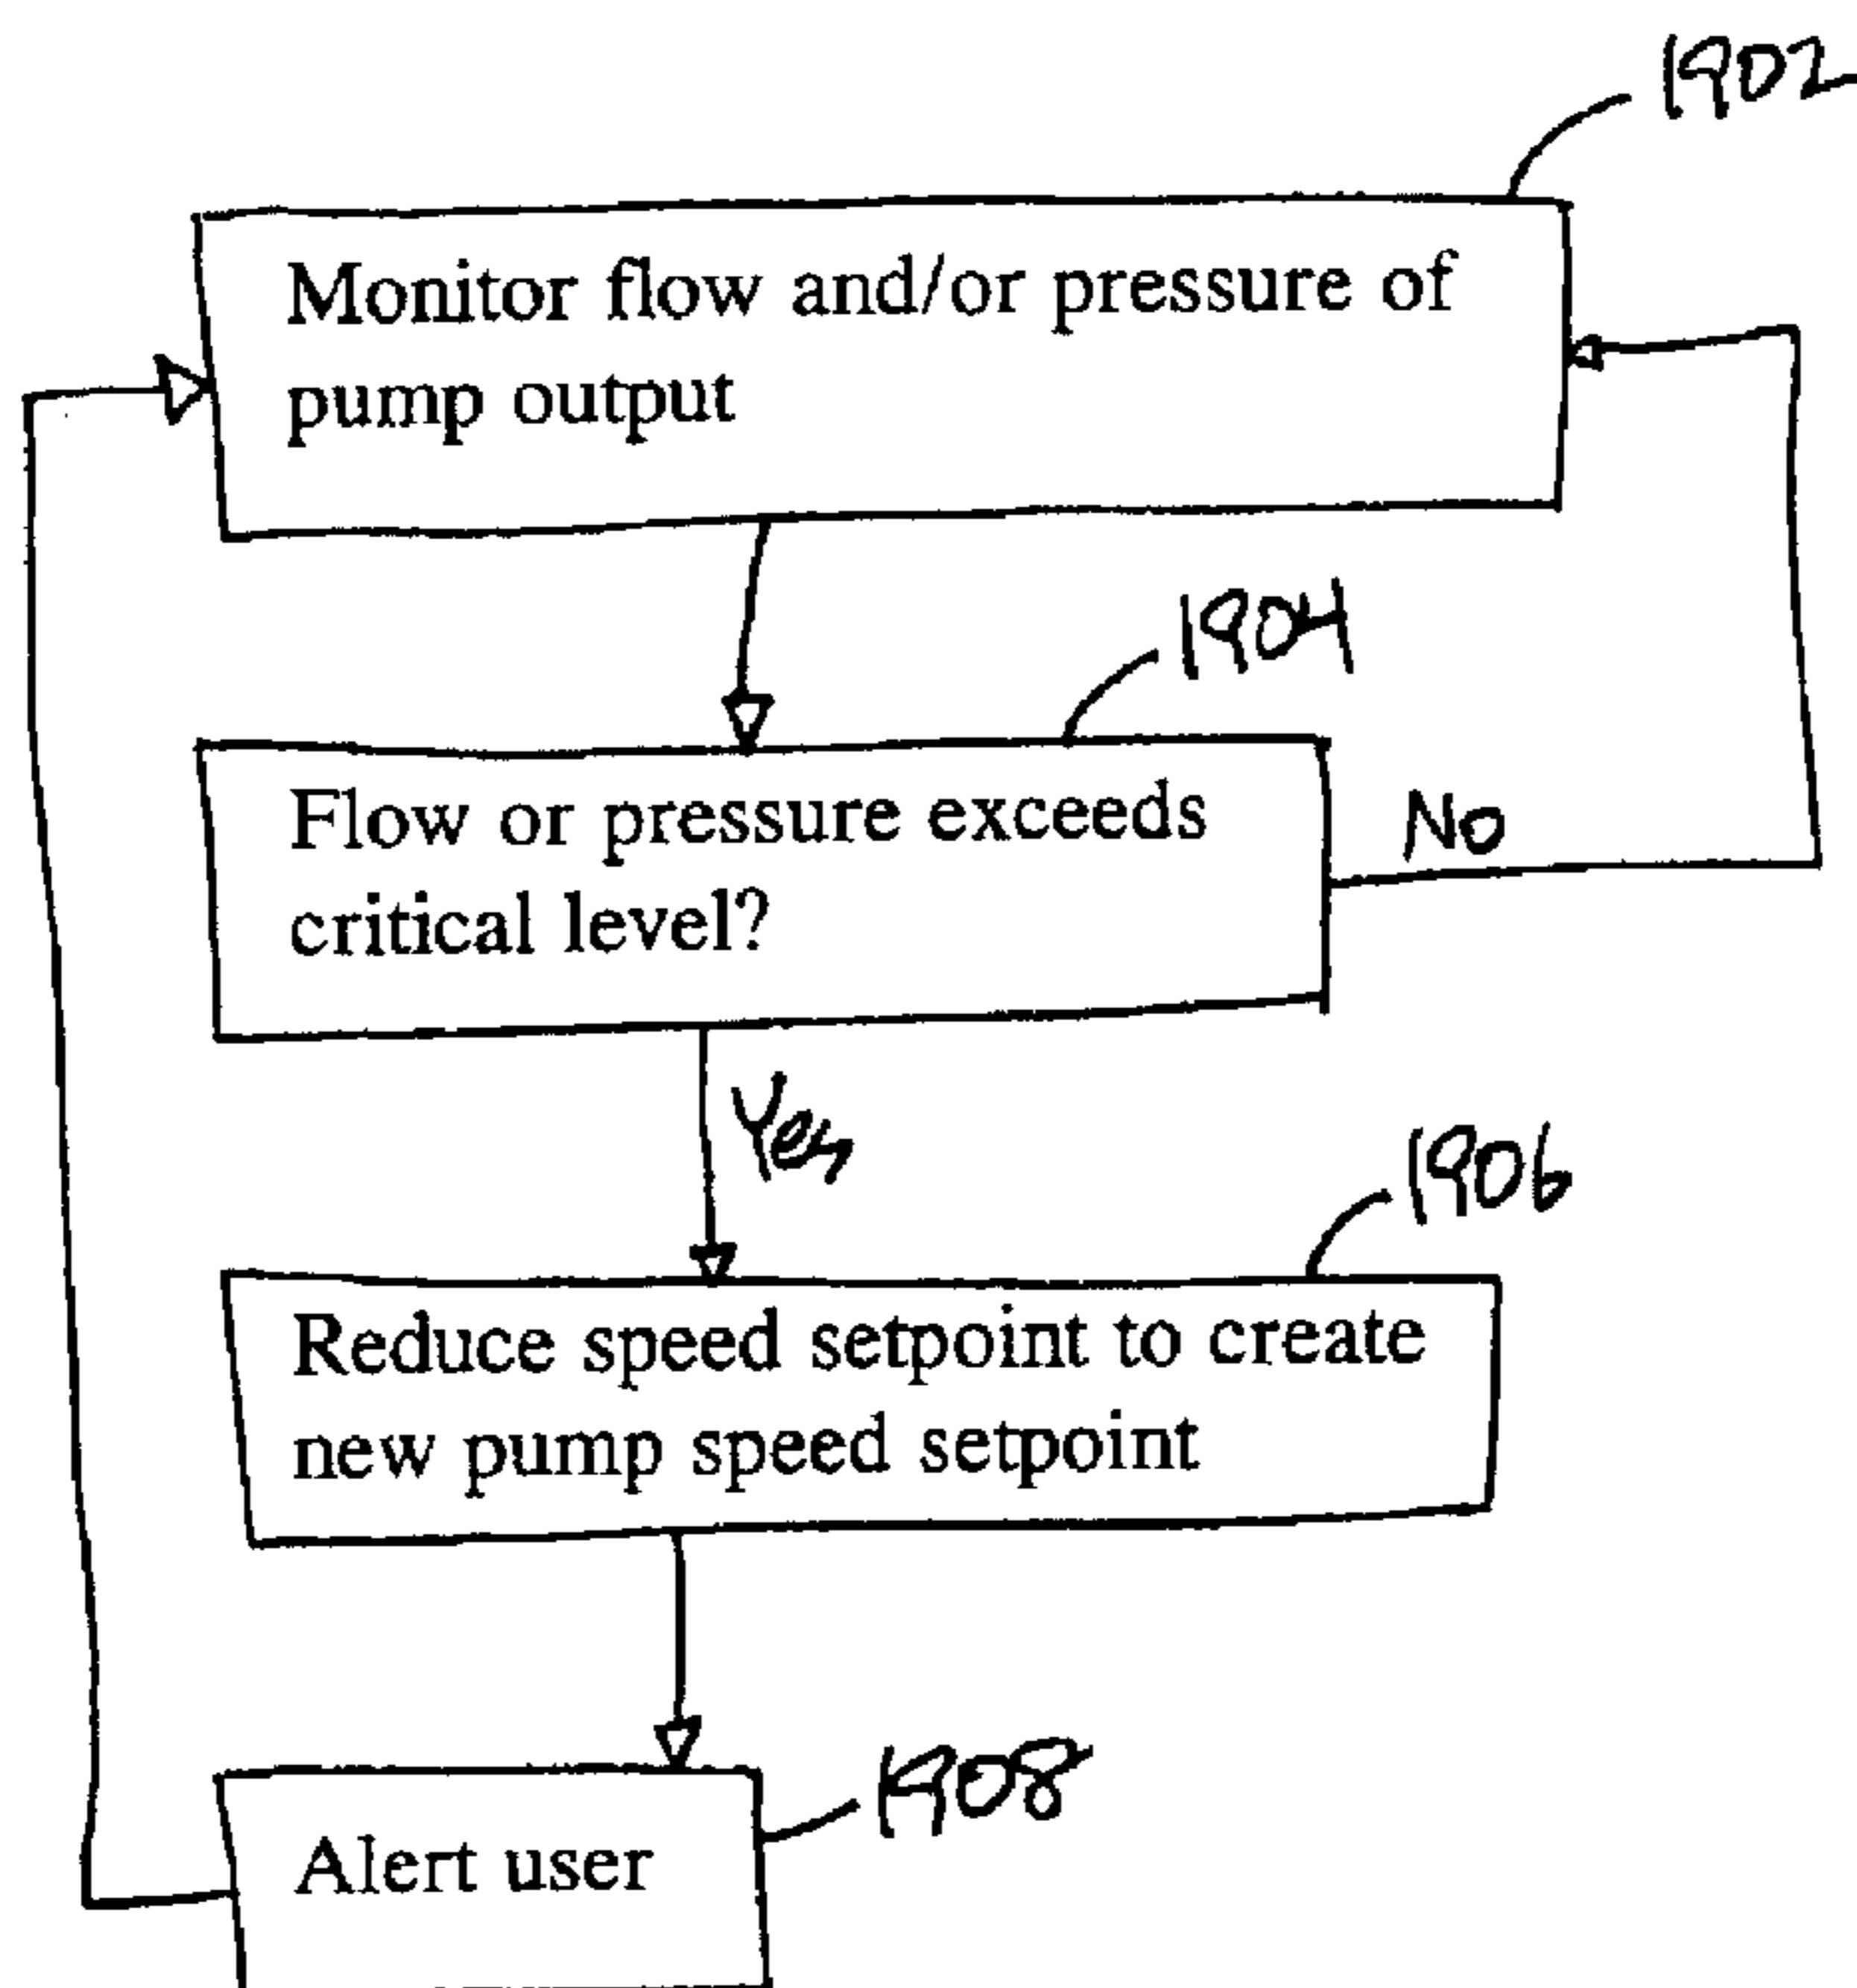 1902
Monitor flow and/or pressure of
pump output
1904
Flow or pressure exceeds
critical level?
No
Yes
1906
Reduce speed setpoint to create
new pump speed setpoint
1908
Alert user